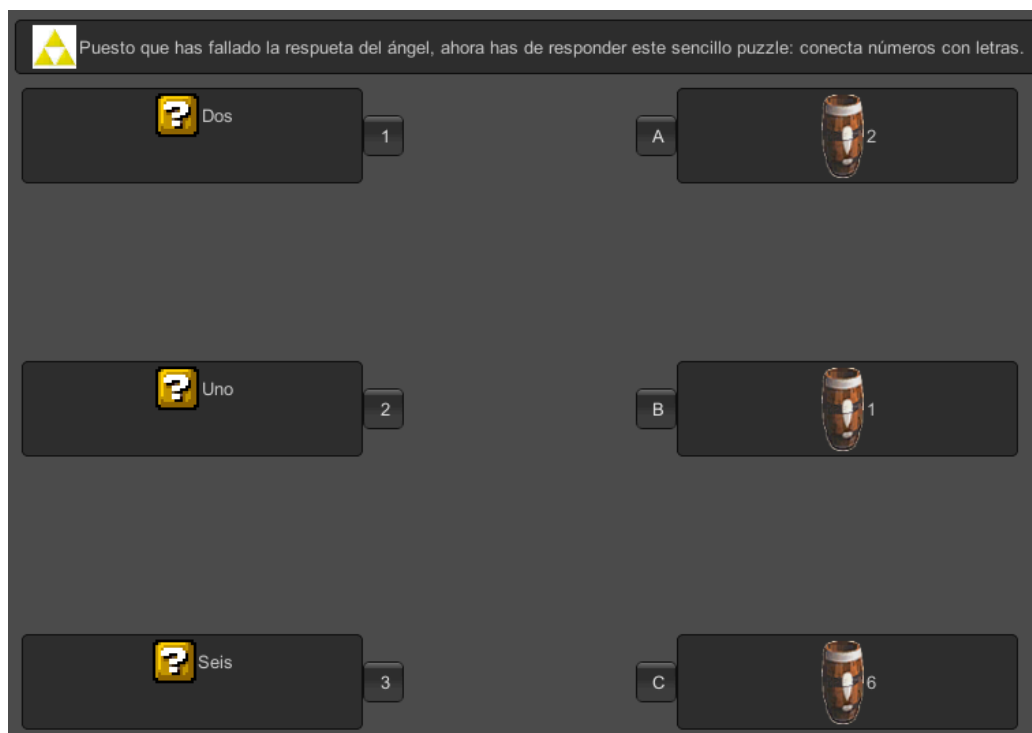 Puesto que has fallado la respueta del ángel, ahora has de responder este sencillo puzzle: conecta números con letras.
Dos
1
A
2
Uno
2
B
1
Seis
3
C
6